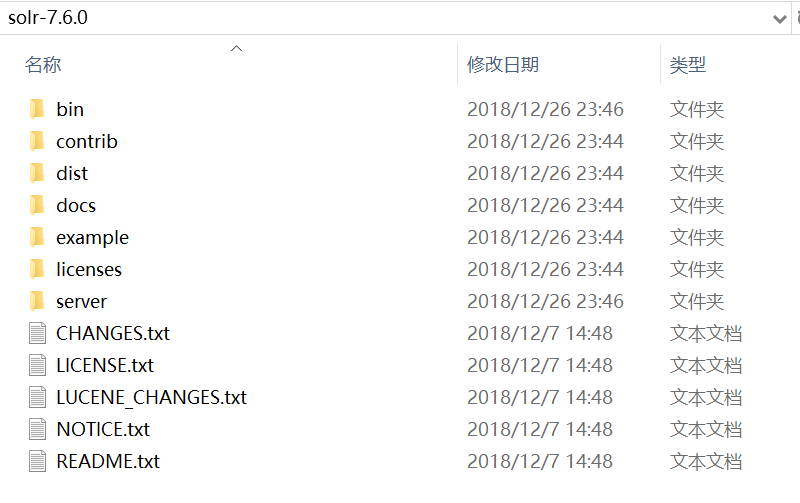 solr-7.6.0
名称 修改日期 类型
bin 2018/12/26 23:46 文件夹
contrib 2018/12/26 23:44 文件夹
dist 2018/12/26 23:44 文件夹
docs 2018/12/26 23:44 文件夹
example 2018/12/26 23:44 文件夹
licenses 2018/12/26 23:44 文件夹
server 2018/12/26 23:46 文件夹
CHANGES.txt 2018/12/7 14:48 文本文档
LICENSE.txt 2018/12/7 14:48 文本文档
LUCENE_CHANGES.txt 2018/12/7 14:48 文本文档
NOTICE.txt 2018/12/7 14:48 文本文档
README.txt 2018/12/7 14:48 文本文档